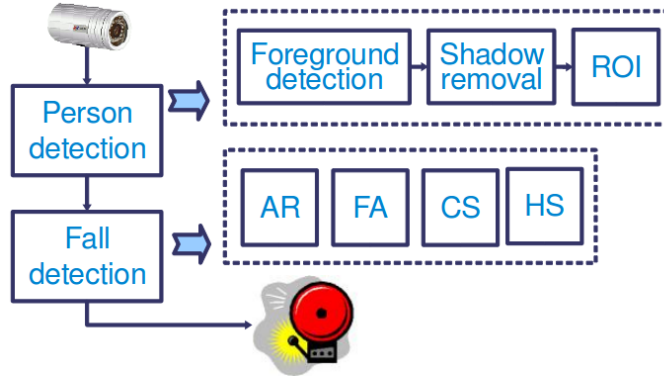 Foreground
detection
Shadow
removal
ROI
Person
detection
AR
FA
CS
HS
Fall
detection